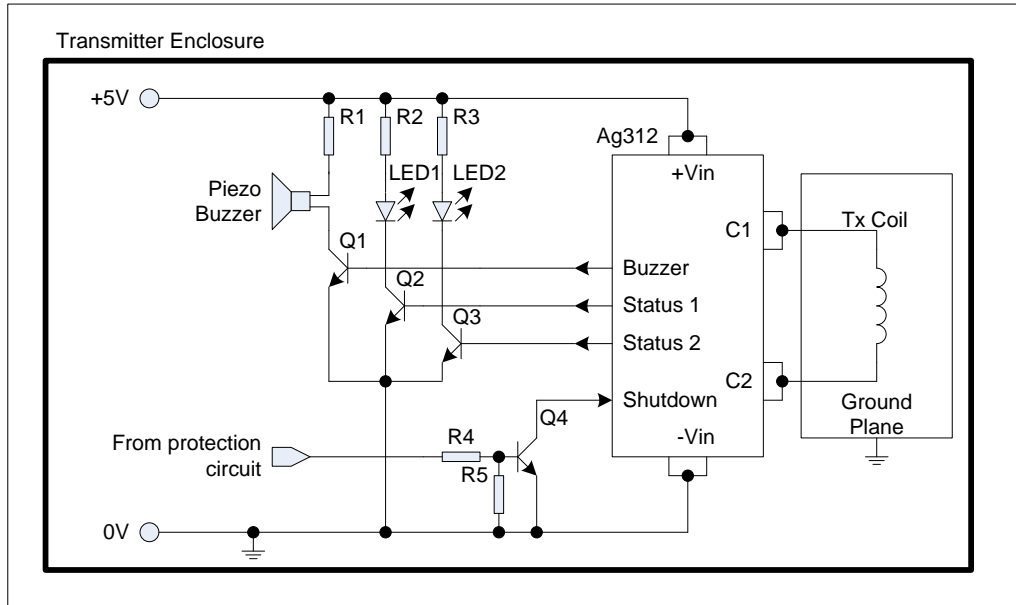 Transmitter Enclosure
+5V
R1
R2
R3
Ag312
+Vin
LED1
LED2
Piezo
Buzzer
C1
Tx Coil
Q1
Buzzer
Q2
Status 1
Q3
Status 2
C2
Shutdown
Q4
Ground
Plane
From protection
circuit
R4
-Vin
R5
0V